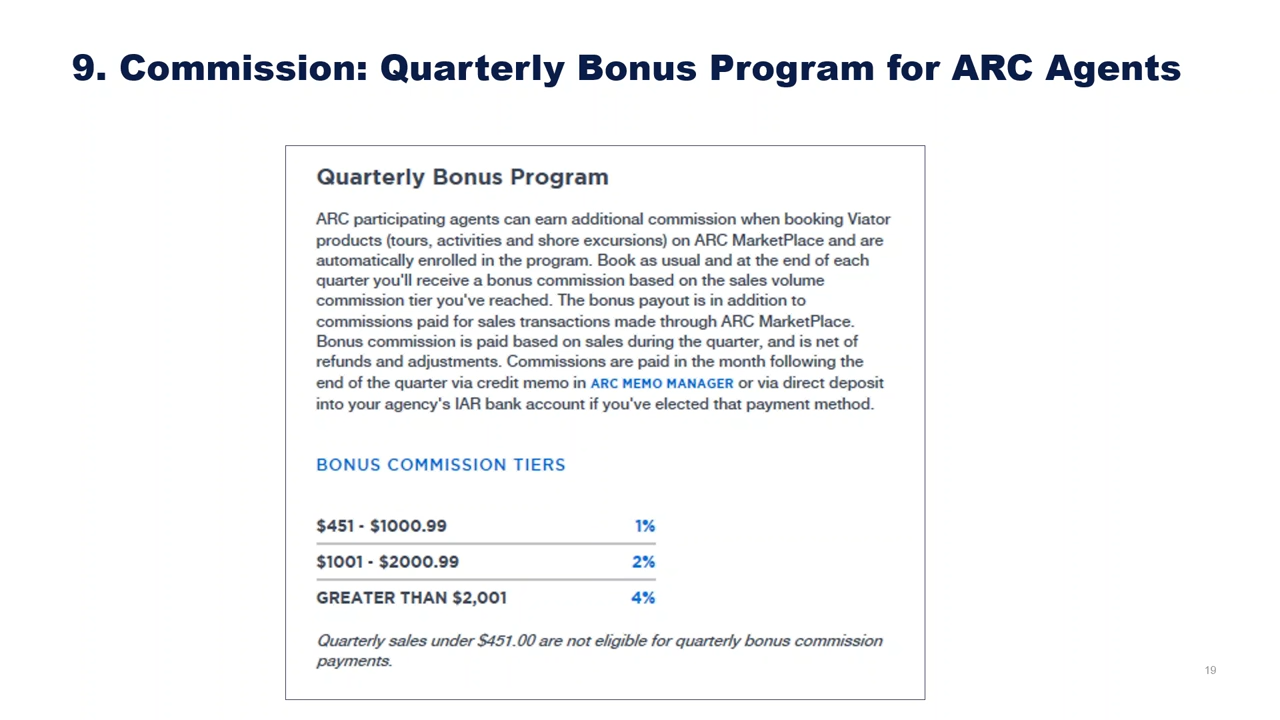 9. Commission: Quarterly Bonus Program for ARC Agents
Quarterly Bonus Program
ARC participating agents can earn additional commission when booking Viator
products (tours, activities and shore excursions) on ARC MarketPlace and are
automatically enrolled in the program. Book as usual and at the end of each
quarter you'll receive a bonus commission based on the sales volume
commission tier you've reached. The bonus payout is in addition to
commissions paid for sales transactions made through ARC MarketPlace.
Bonus commission is paid based on sales during the quarter, and is net of
refunds and adjustments. Commissions are paid in the month following the
end of the quarter via credit memo in ARC MEMO MANAGER or via direct deposit
into your agency's IAR bank account if you've elected that payment method.
BONUS COMMISSION TIERS
$451 - $1000.99 1%
$1001 - $2000.99 2%
GREATER THAN $2,001 4%
Quarterly sales under $451.00 are not eligible for quarterly bonus commission
payments.
19